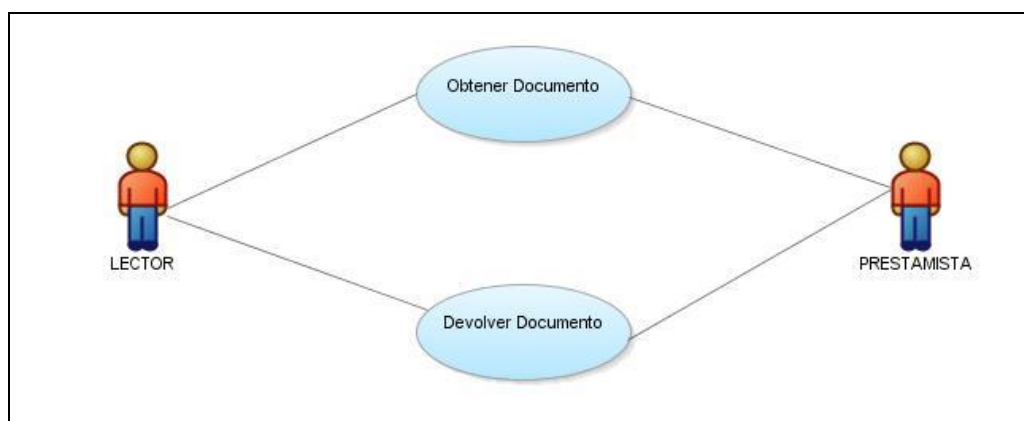 Obtener Documento
LECTOR
PRESTAMISTA
Devolver Documento